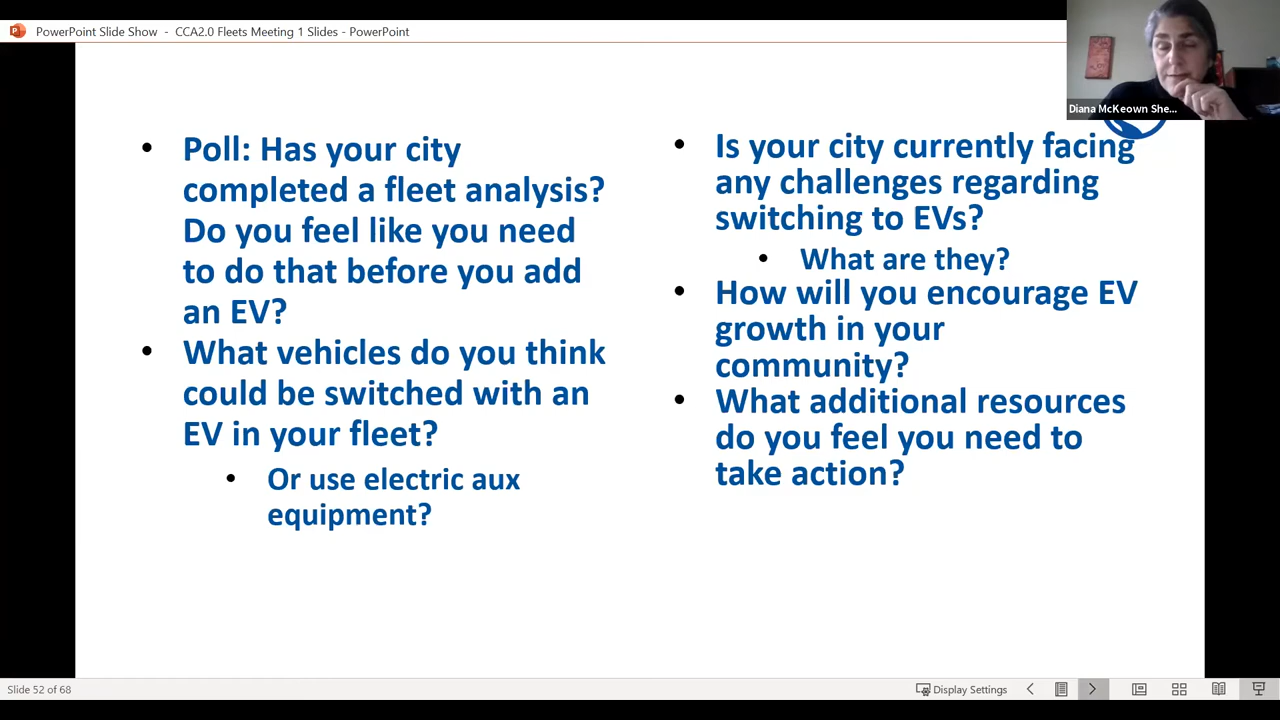 PowerPoint Slide Show - CCA2.0 Fleets Meeting 1 Slides - PowerPoint
Diana McKeown She...
• Poll: Has your city
completed a fleet analysis?
Do you feel like you need
to do that before you add
an EV?
• What vehicles do you think
could be switched with an
EV in your fleet?
• Or use electric aux
equipment?
• Is your city currently facing
any challenges regarding
switching to EVs?
• What are they?
• How will you encourage EV
growth in your
community?
• What additional resources
do you feel you need to
take action?
Slide 52 of 68
Display Settings